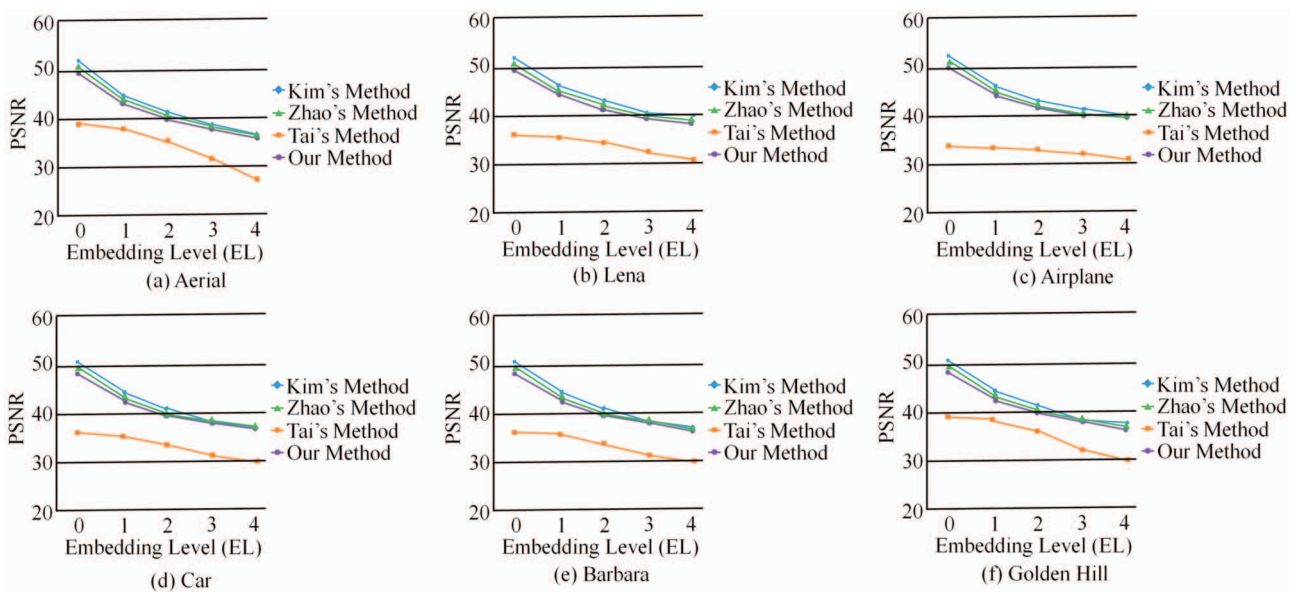 60
50
40
30
20
PSNR
0 1 2 3 4
Embedding Level (EL)
(a) Aerial
Kim's Method
Zhao's Method
Tai's Method
Our Method
60
50
40
30
20
PSNR
0 1 2 3 4
Embedding Level (EL)
(b) Lena
Kim's Method
Zhao's Method
Tai's Method
Our Method
60
50
40
30
20
PSNR
0 1 2 3 4
Embedding Level (EL)
(c) Airplane
Kim's Method
Zhao's Method
Tai's Method
Our Method
60
50
40
30
20
PSNR
0 1 2 3 4
Embedding Level (EL)
(d) Car
Kim's Method
Zhao's Method
Tai's Method
Our Method
60
50
40
30
20
PSNR
0 1 2 3 4
Embedding Level (EL)
(e) Barbara
Kim's Method
Zhao's Method
Tai's Method
Our Method
60
50
40
30
20
PSNR
0 1 2 3 4
Embedding Level (EL)
(f) Golden Hill
Kim's Method
Zhao's Method
Tai's Method
Our Method